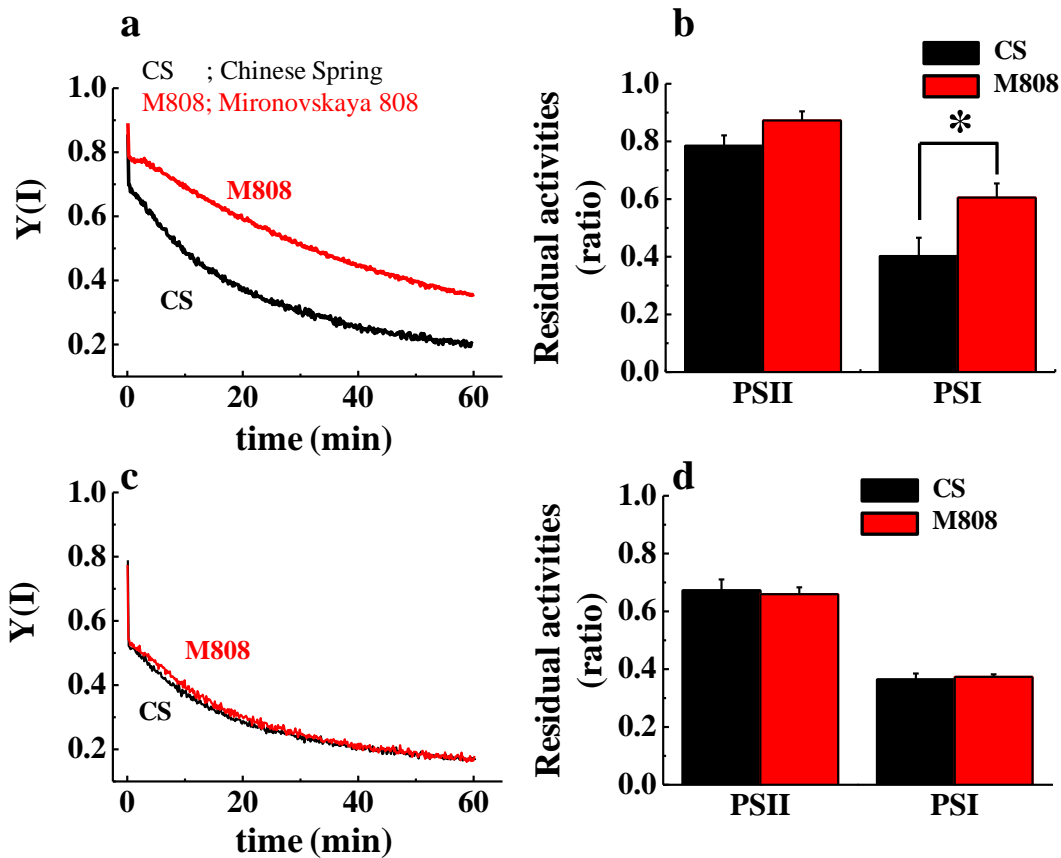 a
CS ; Chinese Spring
M808; Mironovskaya 808
1.0
0.8
0.6
0.4
0.2
Y(I)
M808
CS
0 20 40 60
time (min)
b
CS
M808
*
1.0
0.8
0.6
0.4
0.2
0.0
Residual activities
(ratio)
PSII PSI
c
1.0
0.8
0.6
0.4
0.2
Y(I)
M808
CS
0 20 40 60
time (min)
d
CS
M808
1.0
0.8
0.6
0.4
0.2
0.0
Residual activities
(ratio)
PSII PSI